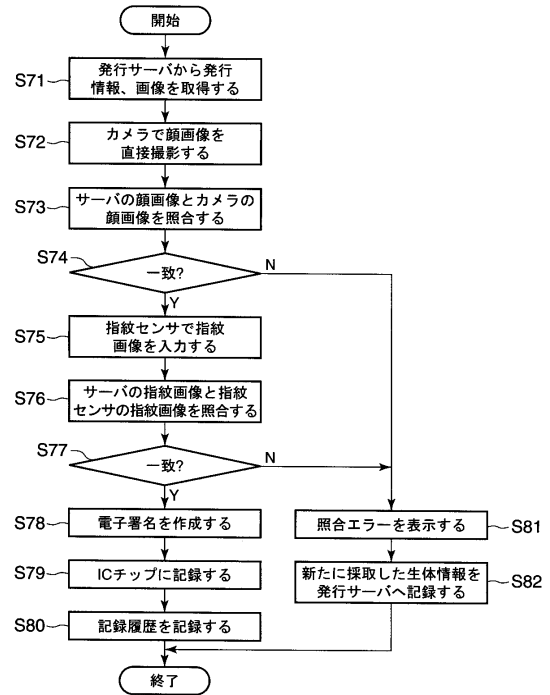 開始
S71
発行サーバから発行
情報、画像を取得する
S72
カメラで顔画像を
直接撮影する
S73
サーバの顔画像とカメラの
顔画像を照合する
S74
一致?
N
Y
S75
指紋センサで指紋
画像を入力する
S76
サーバの指紋画像と指紋
センサの指紋画像を照合する
S77
一致?
N
Y
S78
電子署名を作成する
S79
ICチップに記録する
S80
記録履歴を記録する
照合エラーを表示する
S81
新たに採取した生体情報を
発行サーバへ記録する
S82
終了